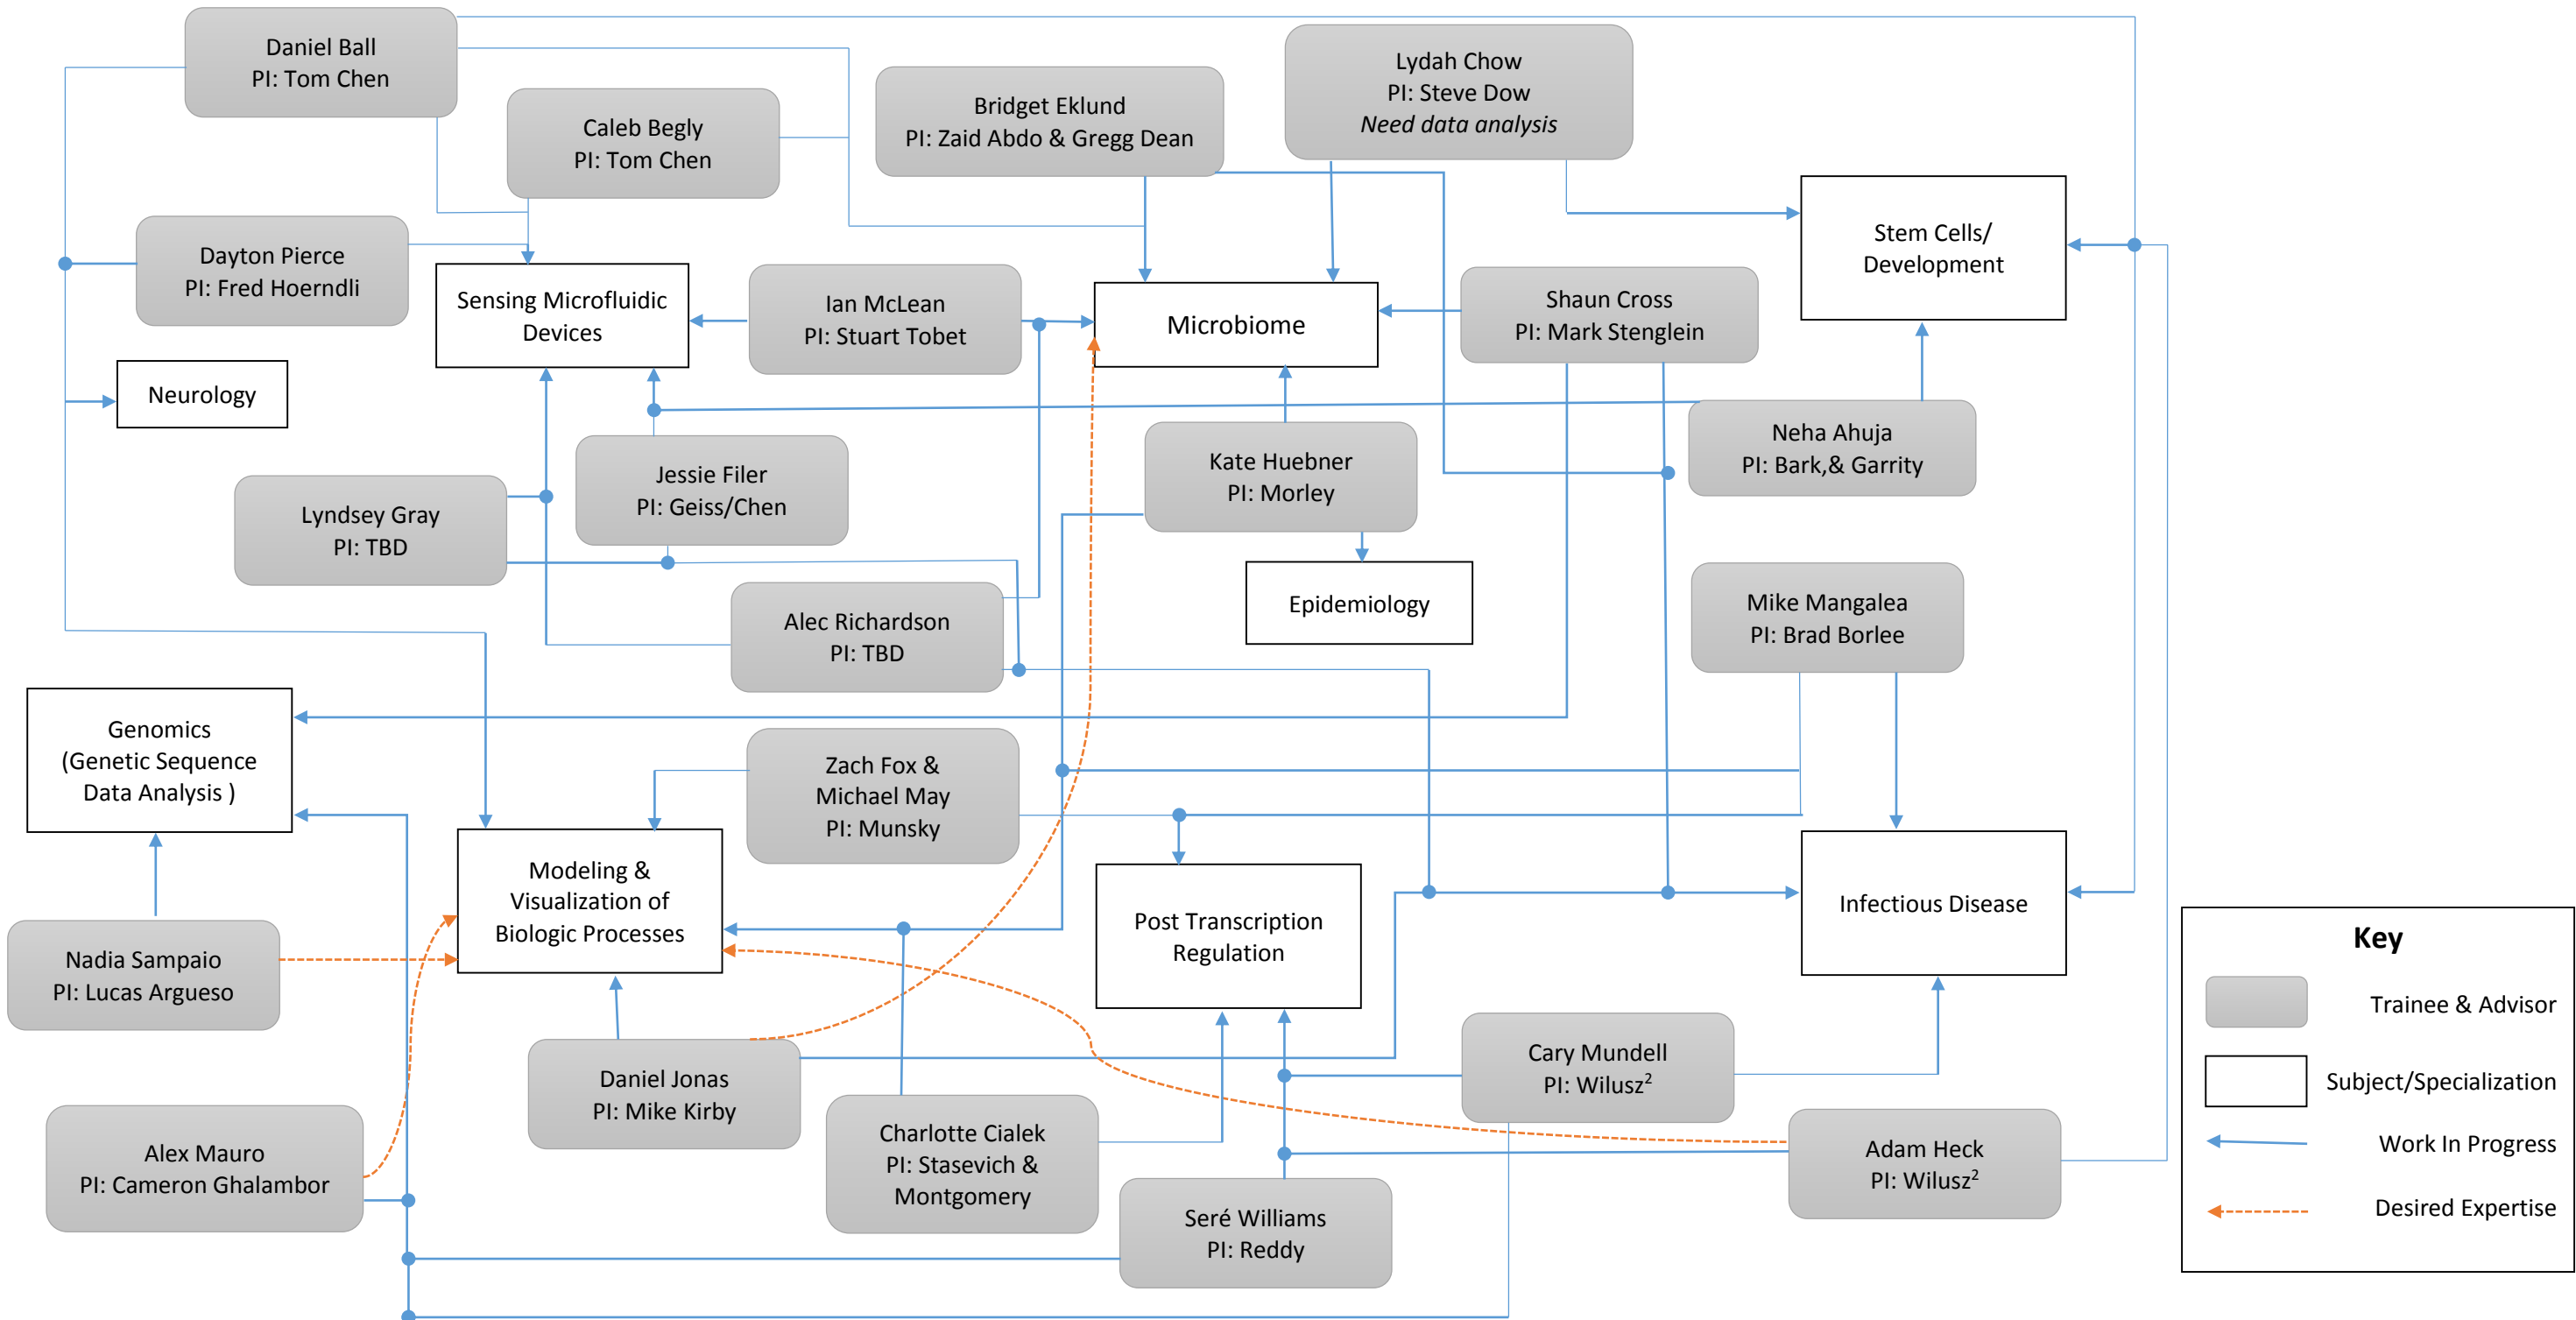 Daniel Ball
PI: Tom Chen
Caleb Begly
PI: Tom Chen
Bridget Eklund
PI: Zaid Abdo & Gregg Dean
Lydah Chow
PI: Steve Dow
Need data analysis
Dayton Pierce
PI: Fred Hoerndli
Sensing Microfluidic
Devices
Ian McLean
PI: Stuart Tobet
Microbiome
Shaun Cross
PI: Mark Stenglein
Stem Cells/
Development
Neurology
Jessie Filer
PI: Geiss/Chen
Kate Huebner
PI: Morley
Neha Ahuja
PI: Bark,& Garrity
Lyndsey Gray
PI: TBD
Alec Richardson
PI: TBD
Epidemiology
Mike Mangalea
PI: Brad Borlee
Genomics
(Genetic Sequence
Data Analysis )
Zach Fox &
Michael May
PI: Munsky
Modeling &
Visualization of
Biologic Processes
Post Transcription
Regulation
Infectious Disease
Nadia Sampaio
PI: Lucas Argueso
Daniel Jonas
PI: Mike Kirby
Charlotte Cialek
PI: Stasevich &
Montgomery
Cary Mundell
PI: Wilusz²
Adam Heck
PI: Wilusz²
Alex Mauro
PI: Cameron Ghalambor
Seré Williams
PI: Reddy
Key
Trainee & Advisor
Subject/Specialization
Work In Progress
Desired Expertise